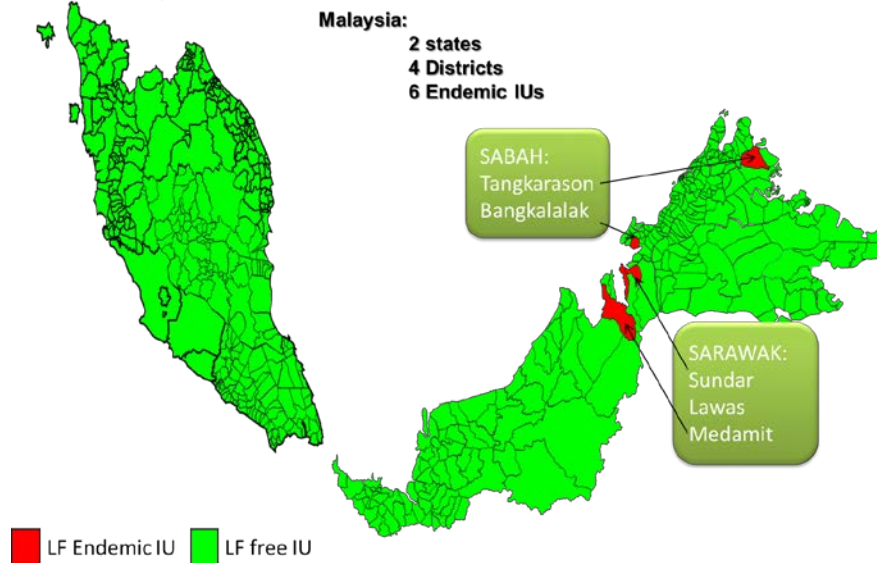 Malaysia:
2 states
4 Districts
6 Endemic IUs
SABAH:
Tangkarason
Bangkalalak
SARAWAK:
Sundar
Lawas
Medamit
LF Endemic IU
LF free IU